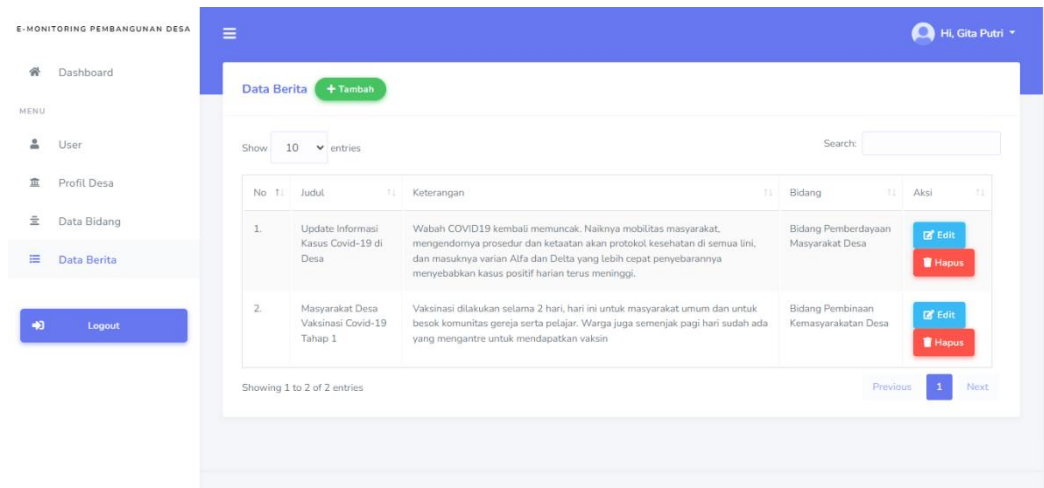 E-MONITORING PEMBANGUNAN DESA
Hi, Gita Putri
Dashboard
MENU
User
Profil Desa
Data Bidang
Data Berita
Logout
Data Berita
+ Tambah
Show 10 entries
Search:
No Judul Keterangan Bidang Aksi
1.
Update Informasi
Kasus Covid-19 di
Desa
Wabah COVID19 kembali memuncak. Naiknya mobilitas masyarakat,
mengendornya prosedur dan ketaatan akan protokol kesehatan di semua lini,
dan masuknya varian Alfa dan Delta yang lebih cepat penyebarannya
menyebabkan kasus positif harian terus meninggi.
Bidang Pemberdayaan
Masyarakat Desa
Edit
Hapus
2.
Masyarakat Desa
Vaksinasi Covid-19
Tahap 1
Vaksinasi dilakukan selama 2 hari, hari ini untuk masyarakat umum dan untuk
besok komunitas gereja serta pelajar. Warga juga semenjak pagi hari sudah ada
yang mengantre untuk mendapatkan vaksin
Bidang Pembinaan
Kemasyarakatan Desa
Edit
Hapus
Showing 1 to 2 of 2 entries
Previous 1 Next